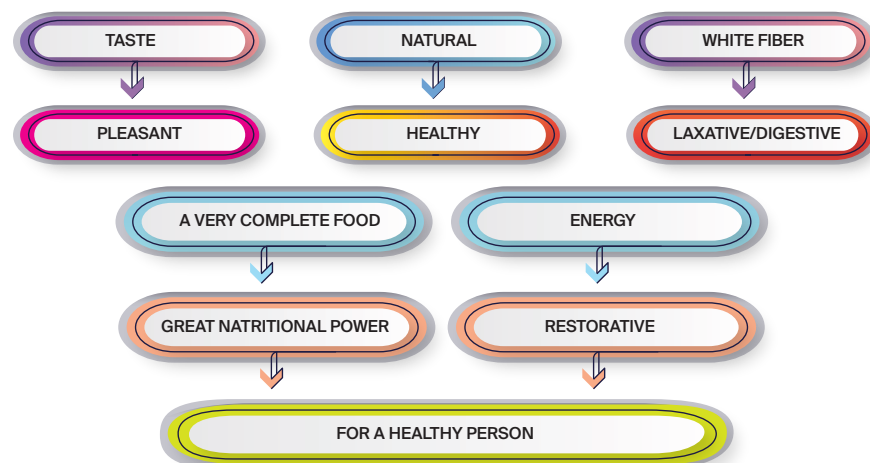 TASTE
NATURAL
WHITE FIBER
PLEASANT
HEALTHY
LAXATIVE/DIGESTIVE
A VERY COMPLETE FOOD
ENERGY
GREAT NATRITIONAL POWER
RESTORATIVE
FOR A HEALTHY PERSON